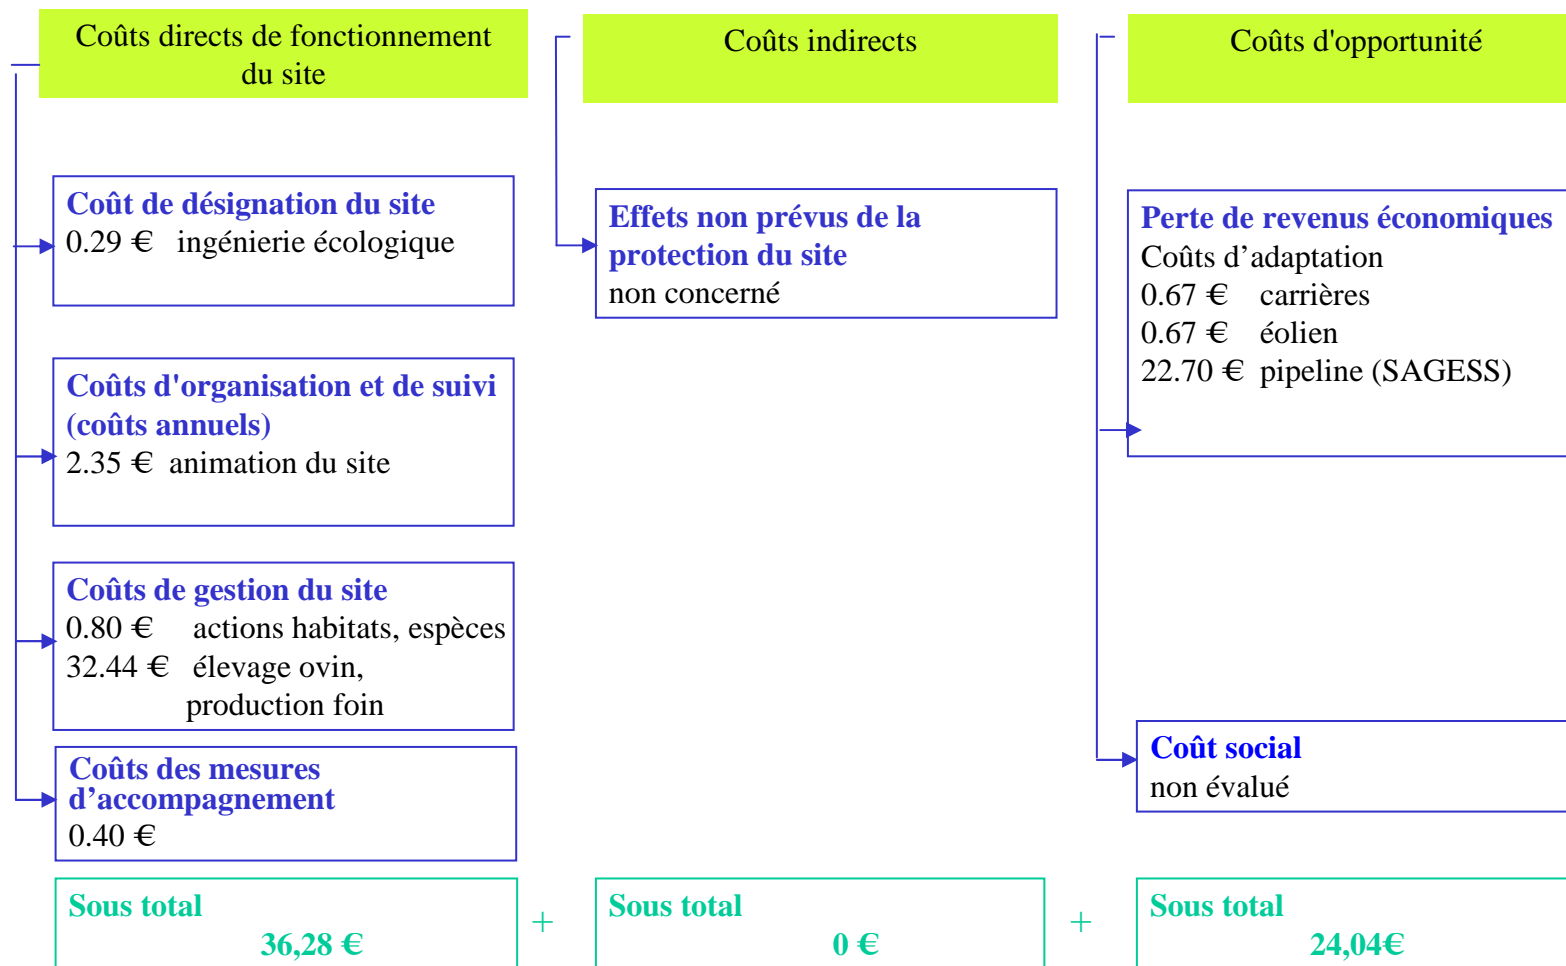 Coûts directs de fonctionnement
du site
Coût de désignation du site
0.29 € ingénierie écologique
Coûts d'organisation et de suivi
(coûts annuels)
2.35 € animation du site
Coûts de gestion du site
0.80 € actions habitats, espèces
32.44 € élevage ovin,
production foin
Coûts des mesures
d’accompagnement
0.40 €
Sous total
36,28 €
+
Coûts indirects
Effets non prévus de la
protection du site
non concerné
Sous total
0 €
+
Coûts d'opportunité
Perte de revenus économiques
Coûts d’adaptation
0.67 € carrières
0.67 € éolien
22.70 € pipeline (SAGESS)
Coût social
non évalué
Sous total
24,04€